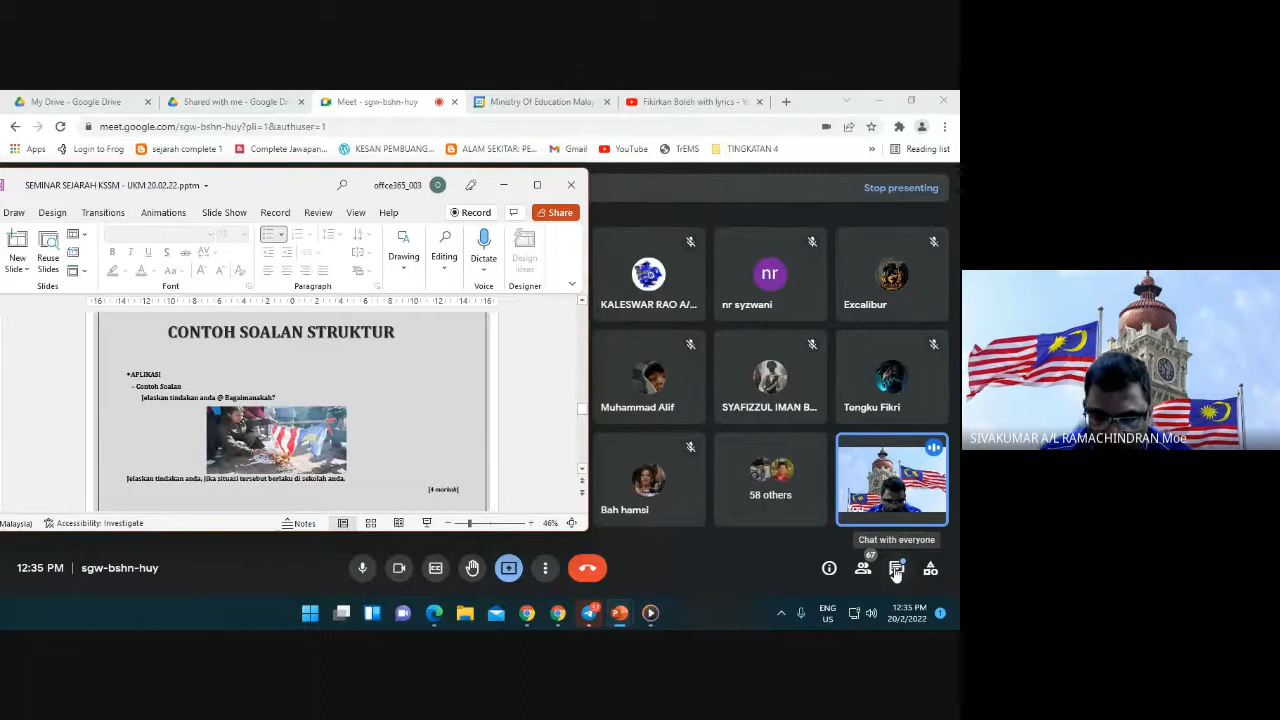 My Drive - Google Drive
Shared with me - Google Dri
Meet - sgw-bshn-huy
Ministry Of Education Malay
Fikirkan Boleh with lyrics - Yo
meet.google.com/sgw-bshn-huy?pli=1&authuser=1
Apps
Login to Frog
sejarah complete 1
Complete Jawapan...
KESAN PEMBUANG...
ALAM SEKITAR: PE...
Gmail
YouTube
TrEMS
TINGKATAN 4
»
Reading list
SEMINAR SEJARAH KSSM - UKM 20.02.22.pptm
offce365_003
Stop presenting
Draw
Design
Transitions
Animations
Slide Show
Record
Review
View
Help
Record
Share
New Slide
Reuse Slides
Slides
Font
Paragraph
Drawing
Editing
Dictate
Voice
Design Ideas
Designer
CONTOH SOALAN STRUKTUR
•APLIKASI
– Contoh Soalan
Jelaskan tindakan anda @ Bagaimanakah?
Jelaskan tindakan anda, jika situasi tersebut berlaku di sekolah anda.
[4 markah]
Malaysia)
Accessibility: Investigate
Notes
46%
KALESWAR RAO A/...
nr
nr syzwani
Excalibur
Muhammad Alif
SYAFIZZUL IMAN B...
Tengku Fikri
Bah hamsi
58 others
Chat with everyone
SIVAKUMAR A/L RAMACHINDRAN Moe
67
12:35 PM
sgw-bshn-huy
ENG
US
12:35 PM
20/2/2022